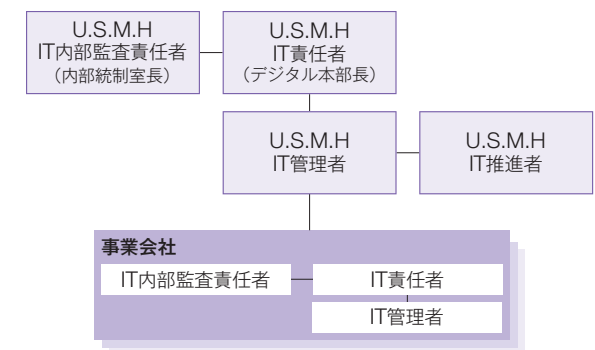 U.S.M.H
IT内部監査責任者
（内部統制室長）
U.S.M.H
IT責任者
（デジタル本部長）
U.S.M.H
IT管理者
U.S.M.H
IT推進者
事業会社
IT内部監査責任者
IT責任者
IT管理者